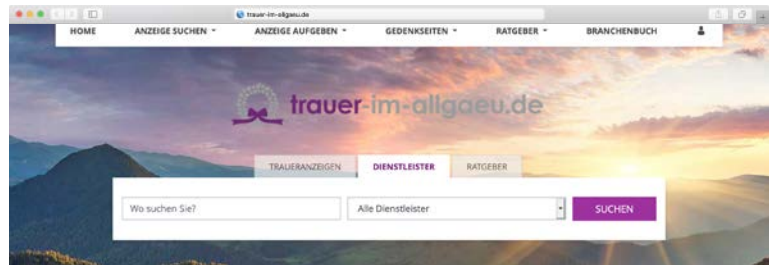 trauer-im-allgaeu.de
HOME ANZEIGE SUCHEN ANZEIGE AUFGEBEN GEDENKSEITEN RATGEBER BRANCHENBUCH
trauer-im-allgaeu.de
TRAUERANZEIGEN DIENSTLEISTER RATGEBER
Wo suchen Sie? Alle Dienstleister SUCHEN